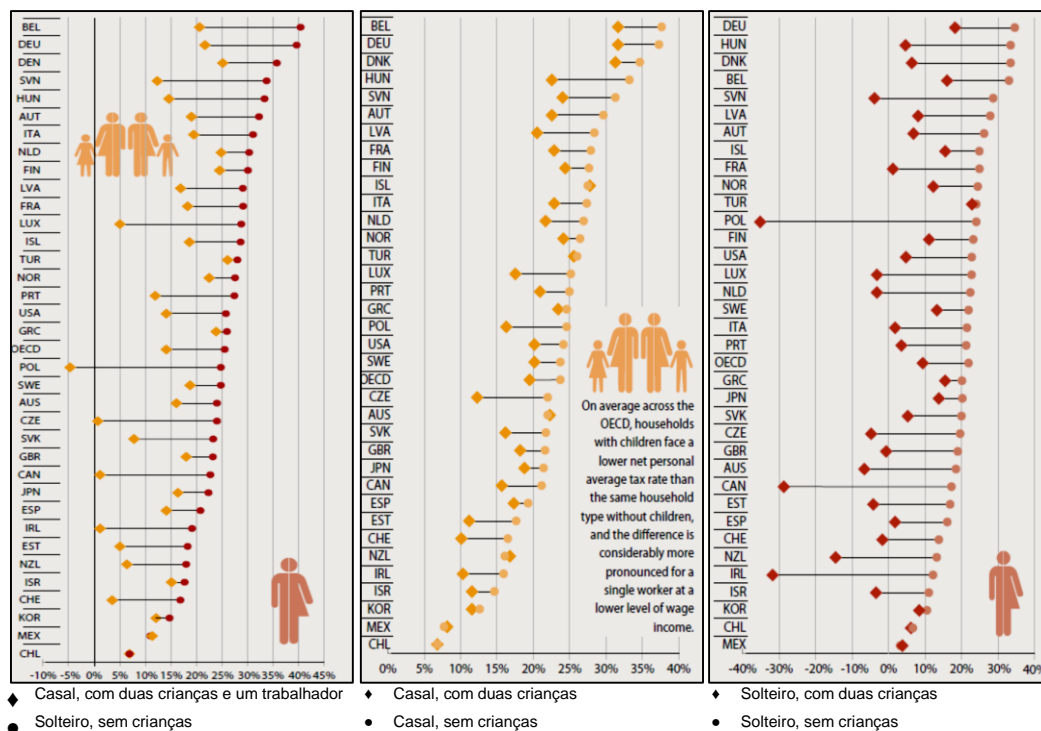 BEL
DEU
DEN
SVN
HUN
AUT
ITA
NLD
FIN
LVA
FRA
LUX
ISL
TUR
NOR
PRT
USA
GRC
OECD
POL
SWE
AUS
CZE
SVK
GBR
CAN
JPN
ESP
IRL
EST
NZL
ISR
CHE
KOR
MEX
CHL
-10% -5% 0% 5% 10% 15% 20% 25% 30% 35% 40% 45%
♦ Casal, com duas crianças e um trabalhador
● Solteiro, sem crianças
BEL
DEU
DNK
HUN
SVN
AUT
LVA
FRA
FIN
ISL
ITA
NLD
NOR
TUR
LUX
PRT
GRC
POL
USA
SWE
OECD
CZE
AUS
SVK
GBR
JPN
CAN
ESP
EST
CHE
NZL
IRL
ISR
KOR
MEX
CHL
On average across the
OECD, households
with children face a
lower net personal
average tax rate than
the same household
type without children,
and the difference is
considerably more
pronounced for a
single worker at a
lower level of wage
income.
0% 5% 10% 15% 20% 25% 30% 35% 40%
♦ Casal, com duas crianças
● Casal, sem crianças
DEU
HUN
DNK
BEL
SVN
LVA
AUT
ISL
FRA
NOR
TUR
POL
FIN
USA
LUX
NLD
SWE
ITA
PRT
OECD
GRC
JPN
SVK
CZE
GBR
AUS
CAN
EST
ESP
CHE
NZL
IRL
ISR
KOR
CHL
MEX
-40% -20% 0% 20% 40%
♦ Solteiro, com duas crianças
● Solteiro, sem crianças